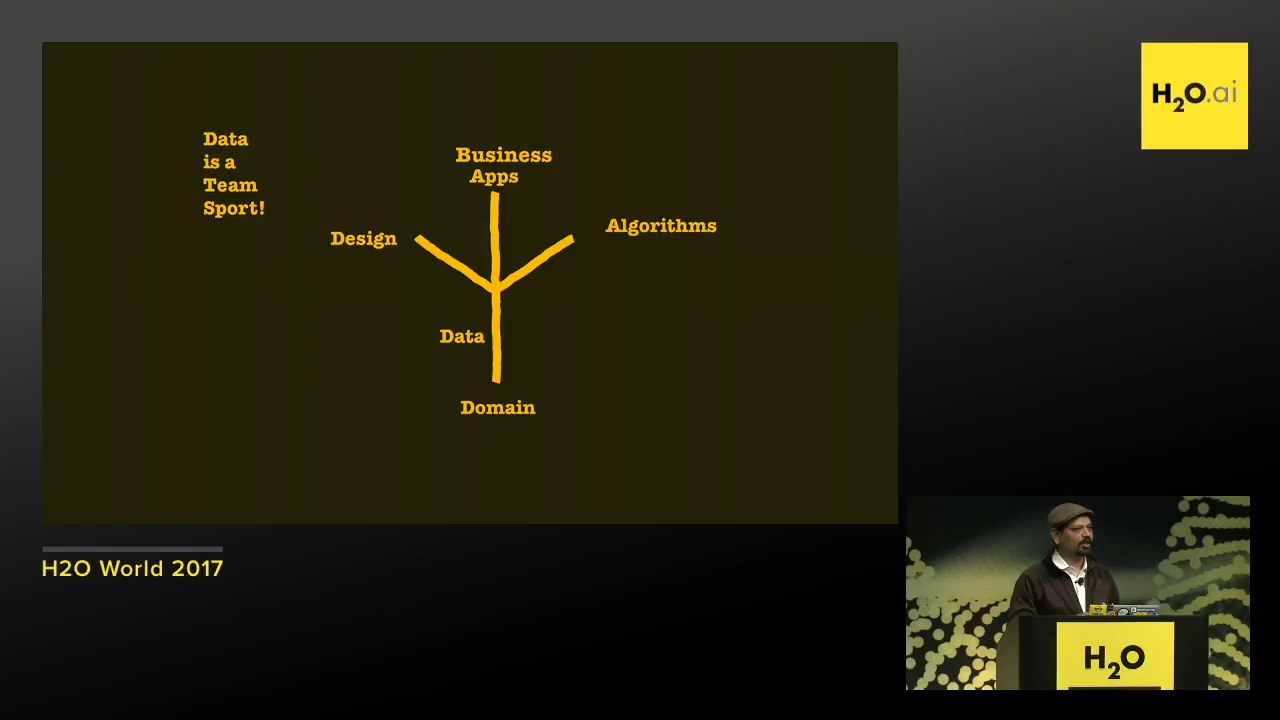 Data
is a
Team
Sport!
Business
Apps
Design
Algorithms
Data
Domain
H2O.ai
H2O World 2017
H2O